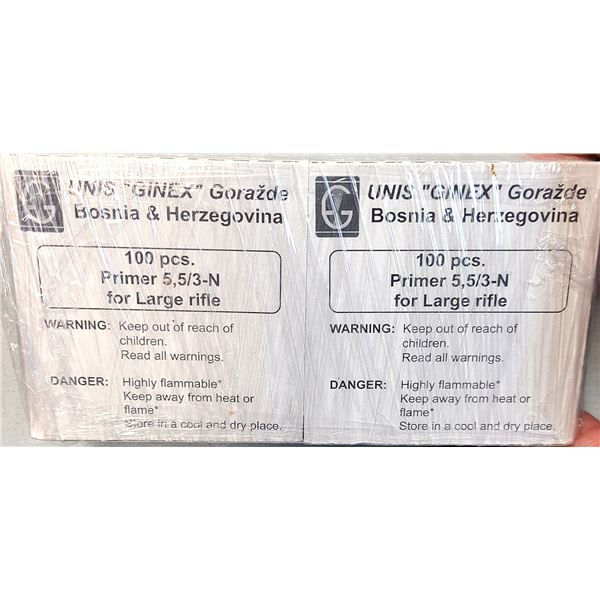 UNIS "GINEX" Goražde
Bosnia & Herzegovina
100 pcs.
Primer 5,5/3-N
for Large rifle
WARNING: Keep out of reach of
children.
Read all warnings.
DANGER: Highly flammable*
Keep away from heat or
flame*
Store in a cool and dry place.
UNIS "GINEX" Goražde
Bosnia & Herzegovina
100 pcs.
Primer 5,5/3-N
for Large rifle
WARNING: Keep out of reach of
children.
Read all warnings.
DANGER: Highly flammable*
Keep away from heat or
flame*
Store in a cool and dry place.